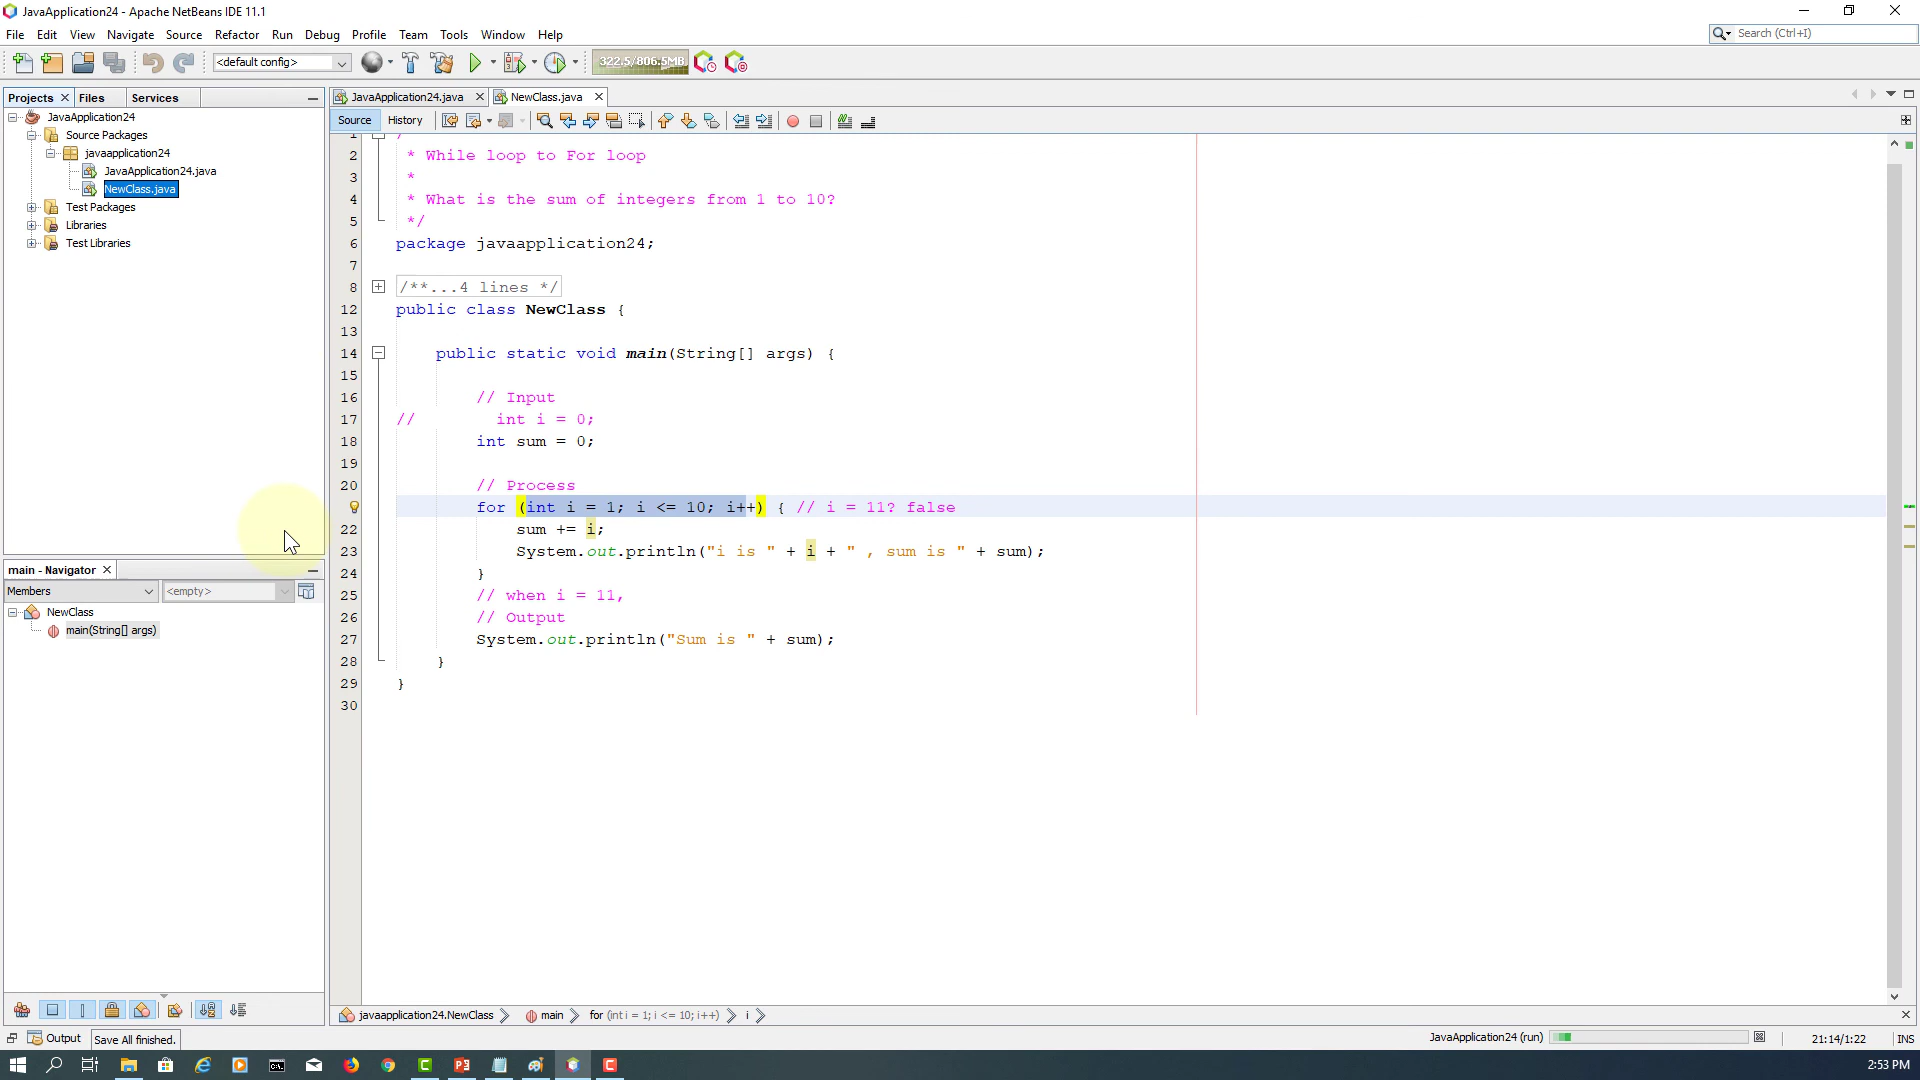 JavaApplication24 - Apache NetBeans IDE 11.1
File Edit View Navigate Source Refactor Run Debug Profile Team Tools Window Help
Search (Ctrl+I)
<default config>
322.5/806.5MB
Projects Files Services
JavaApplication24.java NewClass.java
JavaApplication24
Source Packages
javaapplication24
JavaApplication24.java
NewClass.java
Test Packages
Libraries
Test Libraries
Source History
1 /
2 * While loop to For loop
3 *
4 * What is the sum of integers from 1 to 10?
5 */
6 package javaapplication24;
7
8 /**...4 lines */
12 public class NewClass {
13
14 public static void main(String[] args) {
15
16 // Input
17 // int i = 0;
18 int sum = 0;
19
20 // Process
for (int i = 1; i <= 10; i++) { // i = 11? false
22 sum += i;
23 System.out.println("i is " + i + " , sum is " + sum);
24 }
25 // when i = 11,
26 // Output
27 System.out.println("Sum is " + sum);
28 }
29 }
30
main - Navigator
Members <empty>
NewClass
main(String[] args)
javaapplication24.NewClass main for (int i = 1; i <= 10; i++) i
Output Save All finished.
JavaApplication24 (run) 21:14/1:22 INS
2:53 PM